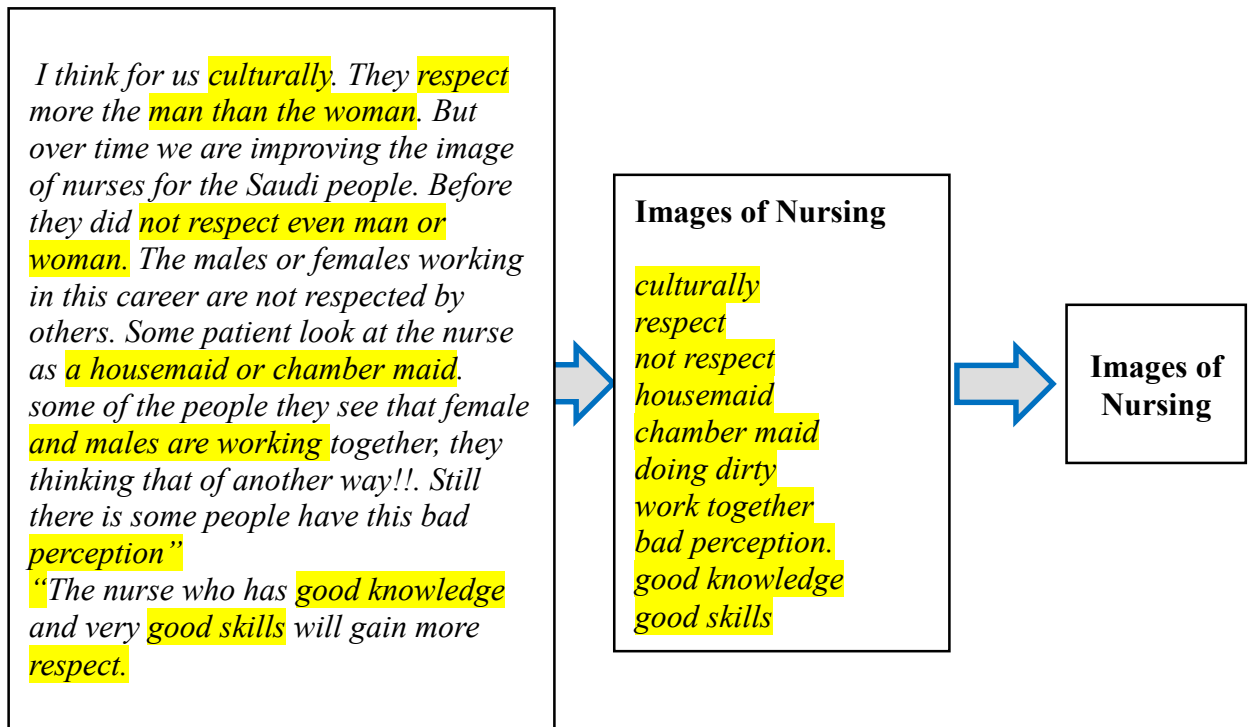 I think for us culturally. They respect
more the man than the woman. But
over time we are improving the image
of nurses for the Saudi people. Before
they did not respect even man or
woman. The males or females working
in this career are not respected by
others. Some patient look at the nurse
as a housemaid or chamber maid.
some of the people they see that female
and males are working together, they
thinking that of another way!!. Still
there is some people have this bad
perception”
“The nurse who has good knowledge
and very good skills will gain more
respect.
Images of Nursing
culturally
respect
not respect
housemaid
chamber maid
doing dirty
work together
bad perception.
good knowledge
good skills
Images of
Nursing